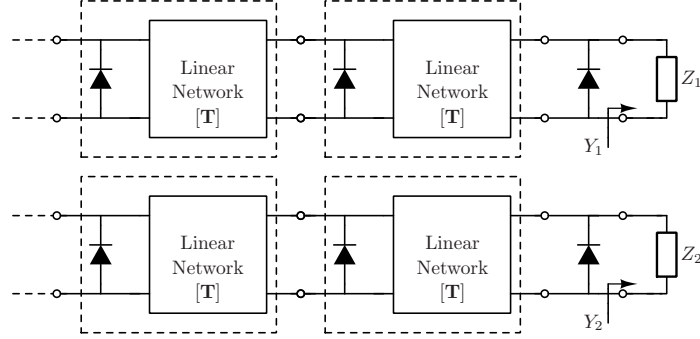 Linear
Network
[T]
Linear
Network
[T]
Z1
Y1
Linear
Network
[T]
Linear
Network
[T]
Z2
Y2